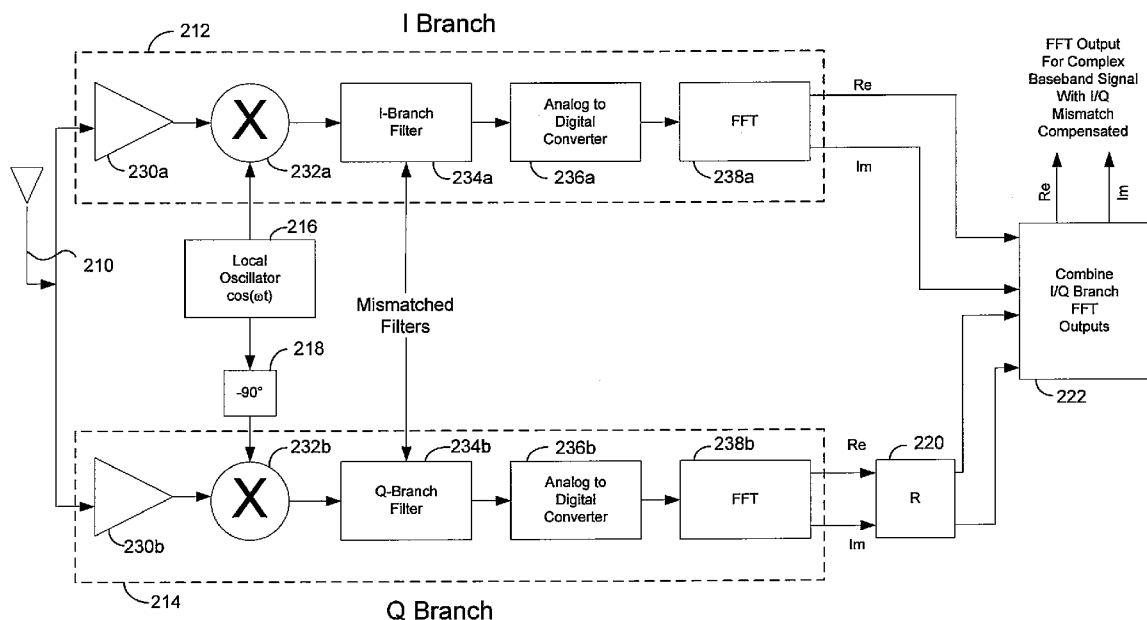 I Branch
212
FFT Output
For Complex
Baseband Signal
With I/Q
Mismatch
Compensated
Re
Im
X
I-Branch
Filter
Analog to
Digital
Converter
FFT
Re
Im
230a
232a
234a
236a
238a
210
216
Local
Oscillator
cos(ωt)
Mismatched
Filters
218
-90°
Combine
I/Q Branch
FFT
Outputs
222
232b
234b
236b
238b
Re
220
X
Q-Branch
Filter
Analog to
Digital
Converter
FFT
R
Im
230b
214
Q Branch